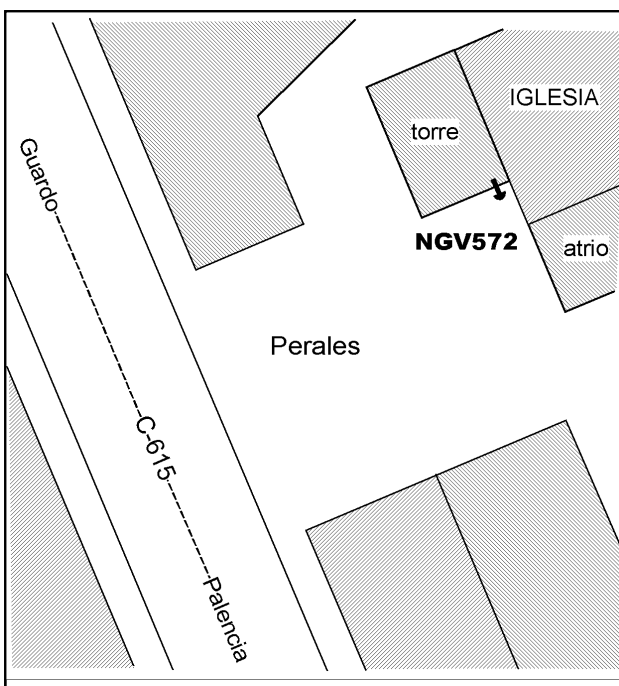 IGLESIA
torre
NGV572
atrio
Perales
Guardo
C-615
Palencia